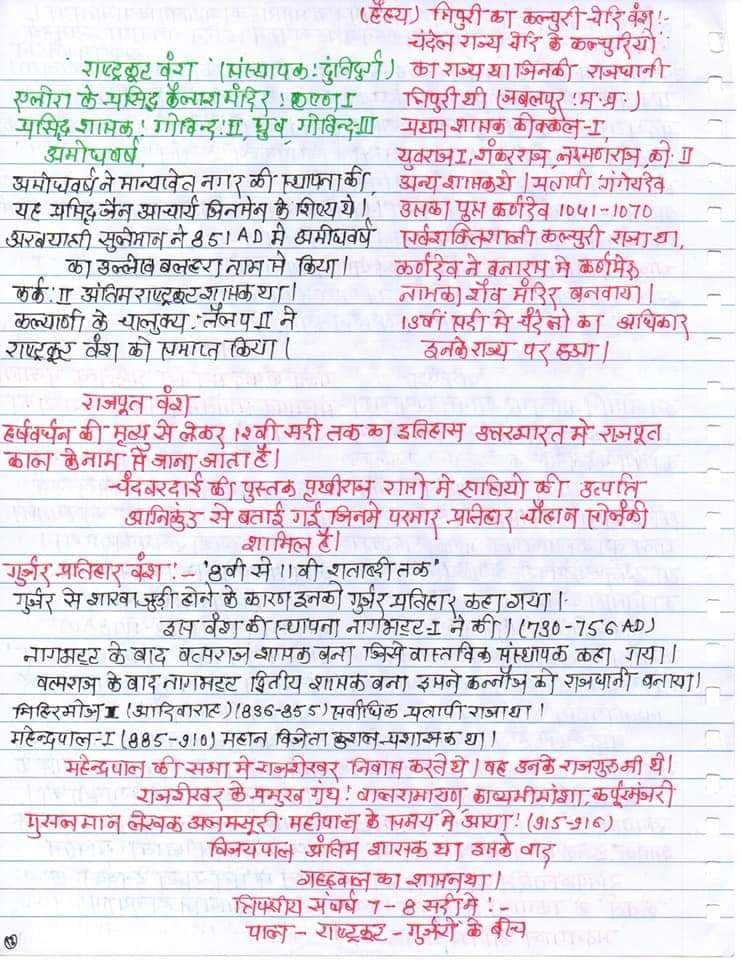 राष्ट्रकूट वंश : (संस्थापक : दंतिदुर्ग)
एलोरा के प्रसिद्ध कैलाश मंदिर : कृष्ण I
प्रसिद्ध शासक : गोविन्द : II ध्रुव, गोविन्द-III
अमोघवर्ष
अमोघवर्ष ने मान्यखेत नगर की स्थापना की,
यह प्रसिद्ध जैन आचार्य जिनसेन के शिष्य थे।
अरबयात्री सुलेमान ने 851 AD मे अमोघवर्ष
का उल्लेख बलहरा नाम से किया।
कर्क : II अंतिम राष्ट्रकूट शासक था।
कल्याणी के चालुक्य : तैलप II ने
राष्ट्रकूट वंश को समाप्त किया।
(हैहय) त्रिपुरी का कल्चुरी-चेदि वंश :-
चंदेल राज्य चेदि के कल्चुरियो
का राज्य था जिनकी राजधानी
त्रिपुरी थी (जबलपुर : म.प्र.)
प्रथम शासक कोक्कल-I,
युवराज I, शंकरराज, लक्ष्मणराज, को. II
अन्य शासक थे। प्रतापी गंगेयदेव
उसका पुत्र कर्णदेव 1041-1070
सर्वशक्तिशाली कल्चुरी राजा था,
कर्णदेव ने बनारस मे कर्णमेरु
नामका शैव मंदिर बनवाया।
13वीं सदी मे चंदेलो का अधिकार
इनके राज्य पर हुआ।
राजपूत वंश
हर्षवर्धन की मृत्यु से लेकर 12वी सदी तक का इतिहास उत्तरभारत मे राजपूत
काल के नाम से जाना जाता है।
चंदबरदाई की पुस्तक पृथ्वीराज रासो मे की उत्पत्ति
अग्निकुंड से बताई गई जिनमे परमार-प्रतिहार-चौहान सोलंकी
शामिल है।
गुर्जर प्रतिहार वंश :- '8वी से 11वी शताब्दी तक'
गुर्जर से शाखा जुड़ी होने के कारण इनको गुर्जर प्रतिहार कहा गया।
इस वंश की स्थापना नागभट्ट-I ने की। (730-756 AD)
नागभट्ट के बाद वत्सराज शासक बना जिसे वास्तविक संस्थापक कहा गया।
वत्सराज के बाद नागभट्ट द्वितीय शासक बना इसने कन्नौज को राजधानी बनाया।
मिहिरभोज I (आदिवाराह) (836-855) सर्वाधिक प्रतापी राजा था।
महेन्द्रपाल-I (885-910) महान विजेता कुशल-प्रशासक था।
महेन्द्रपाल की सभा मे राजशेखर निवास करते थे। वह उनके राजगुरु भी थे।
राजशेखर के प्रमुख ग्रंथ : बालरामायण, काव्यमीमांसा, कर्पूरमंजरी
मुसलमान लेखक अलमसूदी महीपाल के समय मे आया। (915-916)
विजयपाल अंतिम शासक था इसके बाद
गहड़वाल का शासन था।
त्रिपक्षीय संघर्ष 7-8 सदी मे :-
पाल - राष्ट्रकूट - गुर्जरो के बीच